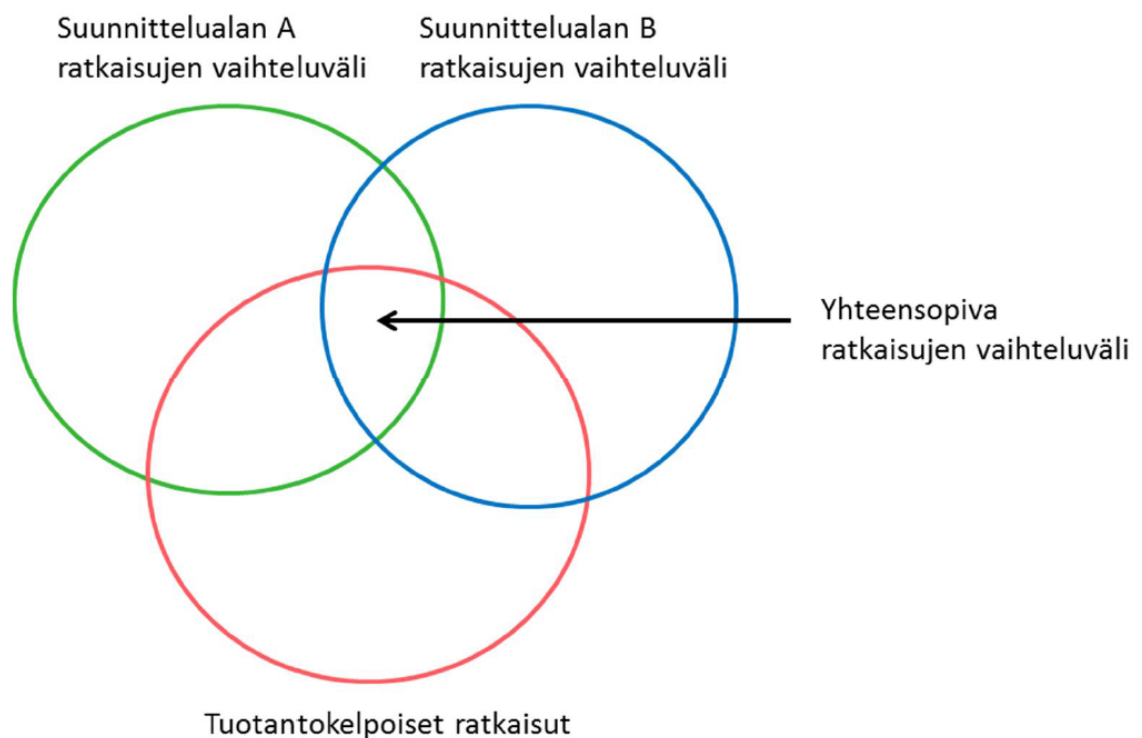 Suunnittelualan A
ratkaisujen vaihteluväli
Suunnittelualan B
ratkaisujen vaihteluväli
Yhteensopiva
ratkaisujen vaihteluväli
Tuotantokelpoiset ratkaisut